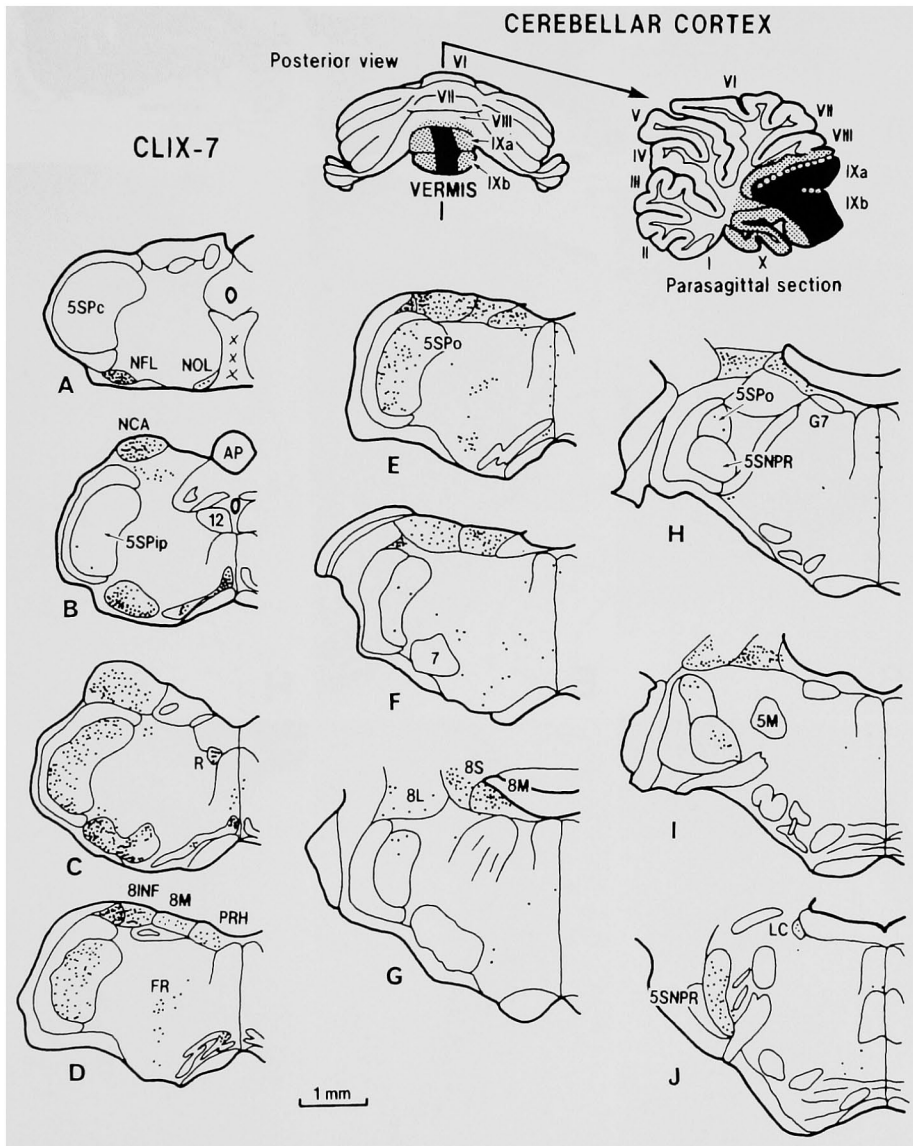 CEREBELLAR CORTEX
Posterior view
VI
VII
VIII
IXa
IXb
VERMIS
I
VI
V
VII
VIII
IV
IXa
III
IXb
II
I
X
Parasagittal section
CLIX-7
5SPc
NFL
NOL
A
NCA
AP
5SPip
12
B
R
C
8INF
8M
PRH
FR
D
5SPo
E
7
F
8S
8L
8M
G
1 mm
5SPo
G7
5SNPR
H
5M
I
LC
5SNPR
J